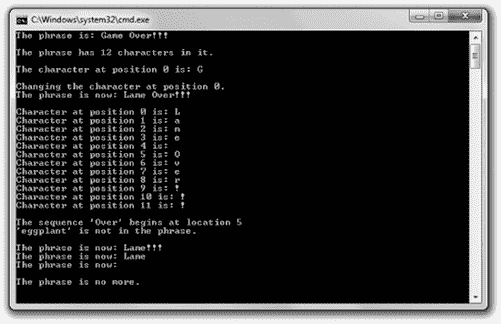 C:\Windows\system32\cmd.exe
The phrase is: Game Over!!!
The phrase has 12 characters in it.
The character at position 0 is: G
Changing the character at position 0.
The phrase is now: Lame Over!!!
Character at position 0 is: L
Character at position 1 is: a
Character at position 2 is: m
Character at position 3 is: e
Character at position 4 is:
Character at position 5 is: O
Character at position 6 is: v
Character at position 7 is: e
Character at position 8 is: r
Character at position 9 is: !
Character at position 10 is: !
Character at position 11 is: !
The sequence 'Over' begins at location 5
'eggplant' is not in the phrase.
The phrase is now: Lame!!!
The phrase is now: Lame
The phrase is now:
The phrase is no more.